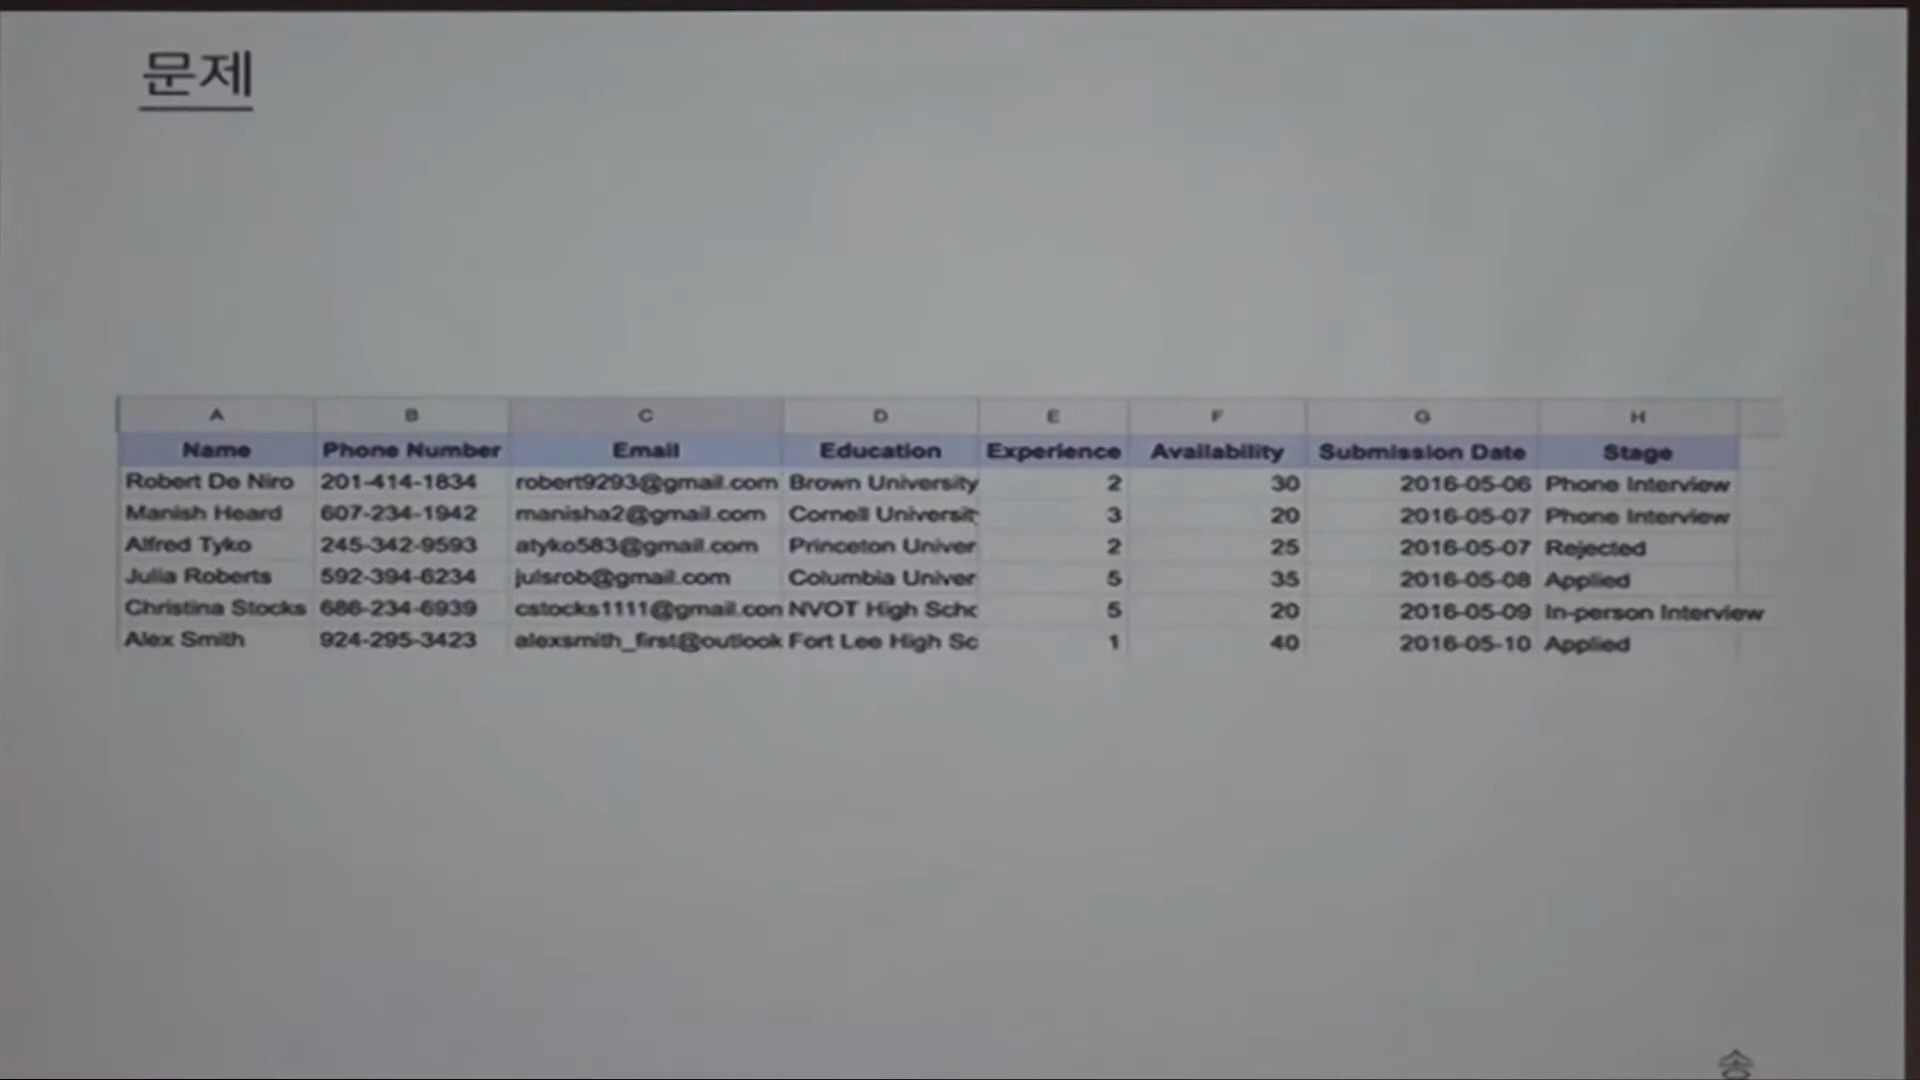 문제
A B C D E F G H
Name Phone Number Email Education Experience Availability Submission Date Stage
Robert De Niro 201-414-1834 robert9293@gmail.com Brown University 2 30 2016-05-06 Phone Interview
Manish Heard 607-234-1942 manisha2@gmail.com Cornell Universit 3 20 2016-05-07 Phone Interview
Alfred Tyko 245-342-9593 atyko583@gmail.com Princeton Univer 2 25 2016-05-07 Rejected
Julia Roberts 592-394-6234 julsrob@gmail.com Columbia Univer 5 35 2016-05-08 Applied
Christina Stocks 686-234-6939 cstocks1111@gmail.con NVOT High Scho 5 20 2016-05-09 In-person Interview
Alex Smith 924-295-3423 alexsmith_first@outlook Fort Lee High Sc 1 40 2016-05-10 Applied
송